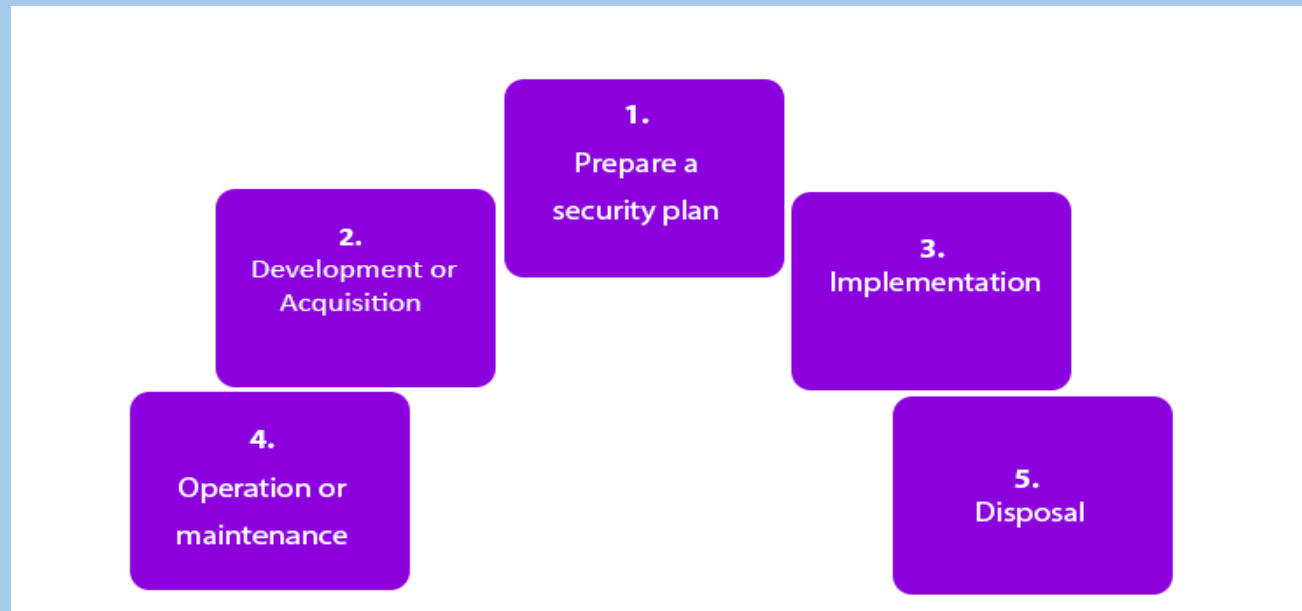 1.
Prepare a
security plan
2.
Development or
Acquisition
3.
Implementation
4.
Operation or
maintenance
5.
Disposal